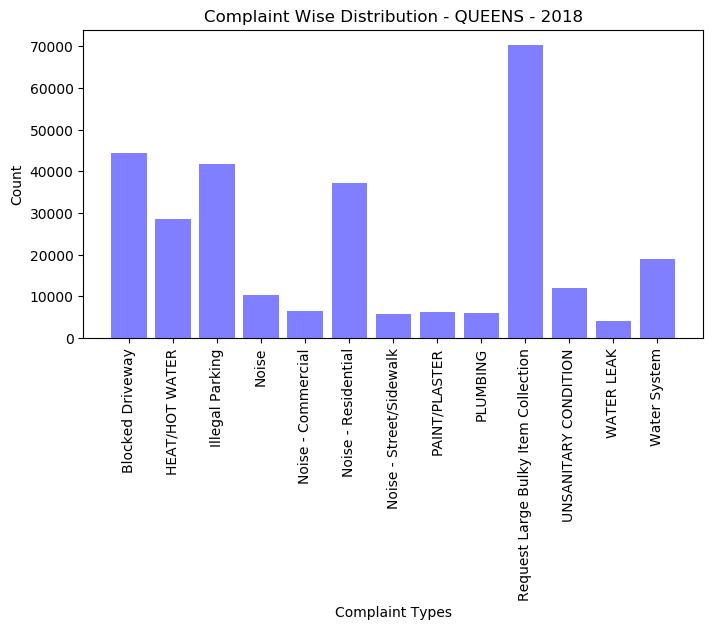 Complaint Wise Distribution - QUEENS - 2018
70000
60000
50000
40000
30000
20000
10000
0
Count
Blocked Driveway
HEAT/HOT WATER
Illegal Parking
Noise
Noise - Commercial
Noise - Residential
Noise - Street/Sidewalk
PAINT/PLASTER
PLUMBING
Request Large Bulky Item Collection
UNSANITARY CONDITION
WATER LEAK
Water System
Complaint Types